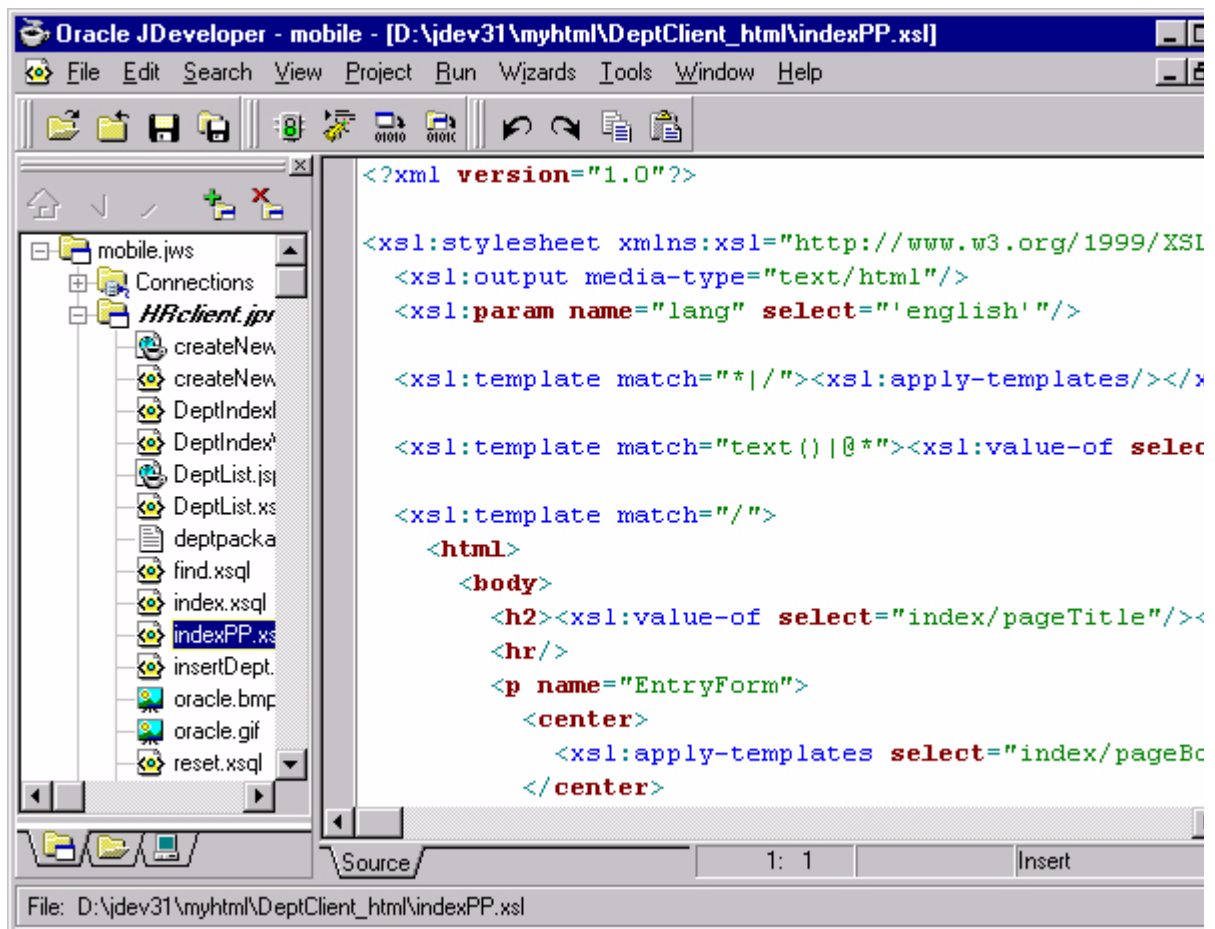 Oracle JDeveloper - mobile - [D:\jdev31\myhtml\DeptClient_html\indexPP.xsl]
File Edit Search View Project Run Wizards Tools Window Help
mobile.jws
Connections
HRclient.jpr
createNew
createNew
DeptIndex
DeptIndex
DeptList.js
DeptList.xs
deptpacka
find.xsql
index.xsql
indexPP.xs
insertDept.
oracle.bmp
oracle.gif
reset.xsql
<?xml version="1.0"?>
<xsl:stylesheet xmlns:xsl="http://www.w3.org/1999/XSL
<xsl:output media-type="text/html"/>
<xsl:param name="lang" select="'english'"/>
<xsl:template match="*|/"><xsl:apply-templates/></x
<xsl:template match="text()|@*"><xsl:value-of selec
<xsl:template match="/">
<html>
<body>
<h2><xsl:value-of select="index/pageTitle"/><
<hr/>
<p name="EntryForm">
<center>
<xsl:apply-templates select="index/pageBo
</center>
Source
1: 1
Insert
File: D:\jdev31\myhtml\DeptClient_html\indexPP.xsl